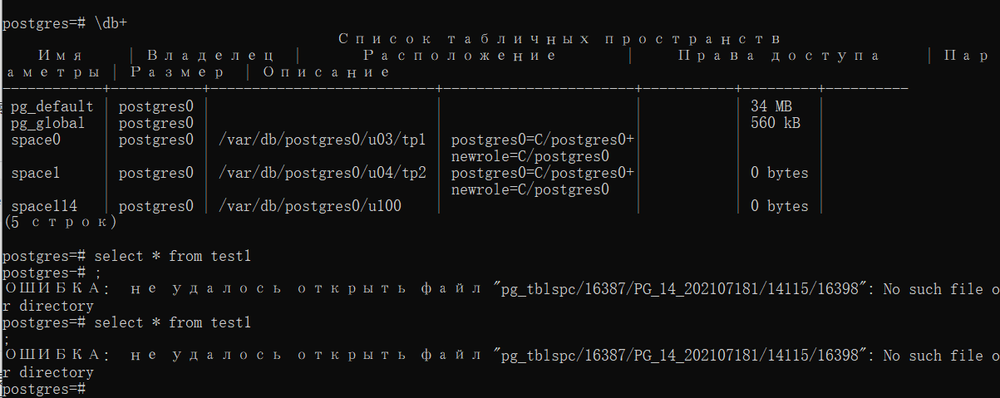 postgres=# \db+
Список табличных пространств
Имя | Владелец | Расположение | Права доступа | Пар
аметры | Размер | Описание
------------+-----------+----------------------------+-----------------------+-----------+---------+----------
pg_default | postgres0 | | | | 34 MB |
pg_global | postgres0 | | | | 560 kB |
space0 | postgres0 | /var/db/postgres0/u03/tp1 | postgres0=C/postgres0+| | |
| | | newrole=C/postgres0 | | |
space1 | postgres0 | /var/db/postgres0/u04/tp2 | postgres0=C/postgres0+| | 0 bytes |
| | | newrole=C/postgres0 | | |
space114 | postgres0 | /var/db/postgres0/u100 | | | 0 bytes |
(5 строк)
postgres=# select * from test1
postgres-# ;
ОШИБКА: не удалось открыть файл "pg_tblspc/16387/PG_14_202107181/14115/16398": No such file o
r directory
postgres=# select * from test1
;
ОШИБКА: не удалось открыть файл "pg_tblspc/16387/PG_14_202107181/14115/16398": No such file o
r directory
postgres=#